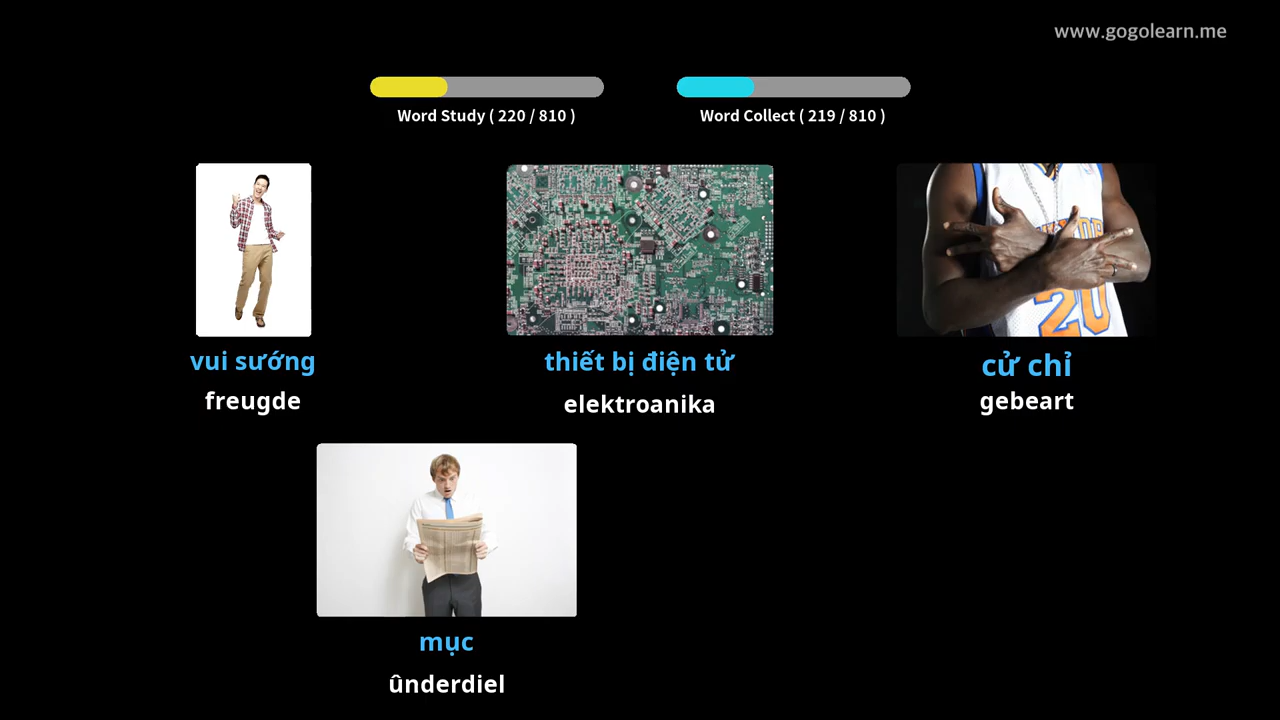 www.gogolearn.me
Word Study ( 220 / 810 )
Word Collect ( 219 / 810 )
vui sướng
thiết bị điện tử
cử chỉ
freugde
elektroanika
gebeart
mục
ûnderdiel